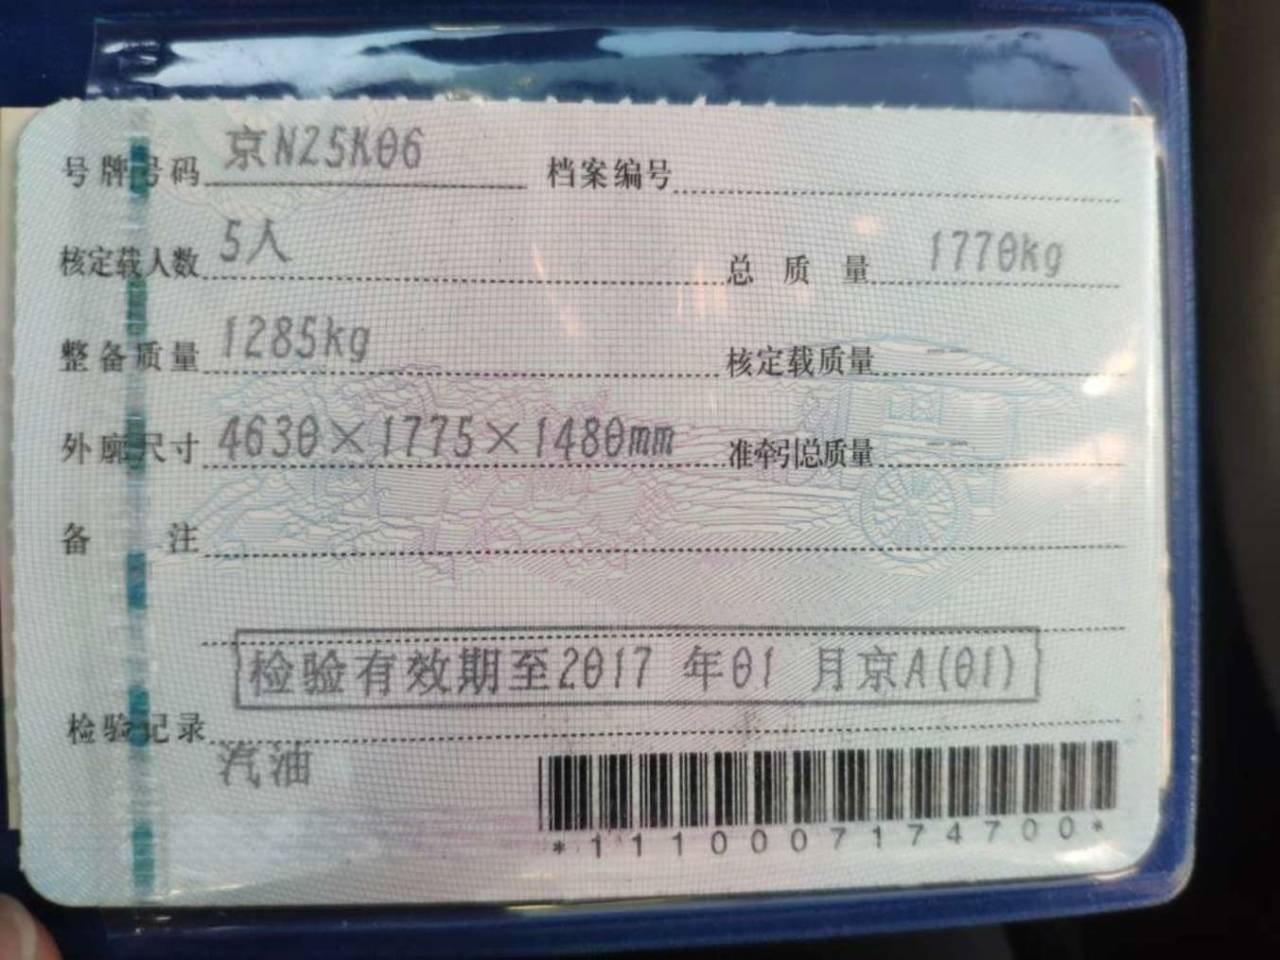 号牌号码 京N25K06 档案编号
核定载人数 5人 总质量 1770kg
整备质量 1285kg 核定载质量 --
外廓尺寸 4630×1775×1480mm 准牵引总质量 --
备注
检验有效期至2017 年01 月京A(01)
检验记录
汽油
*1110007174700*